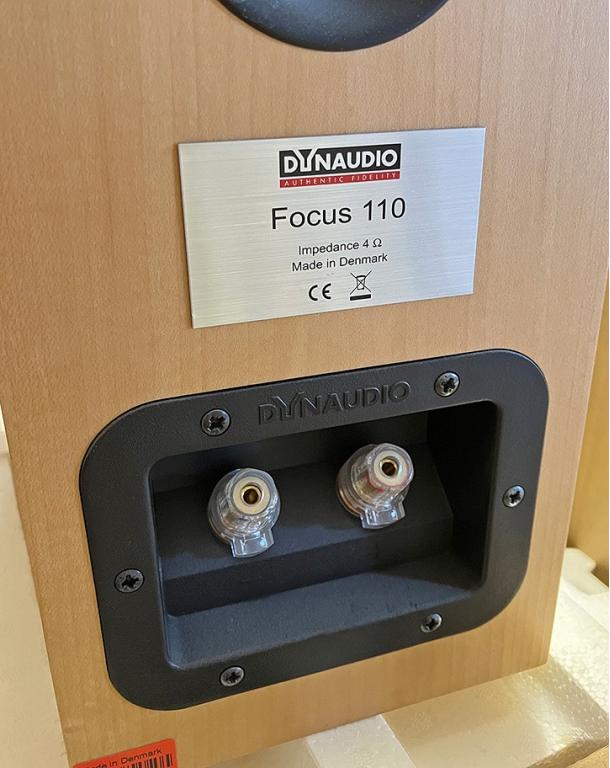 DYNAUDIO
AUTHENTIC FIDELITY
Focus 110
Impedance 4 Ω
Made in Denmark
CE
DYNAUDIO
Made in Denmark